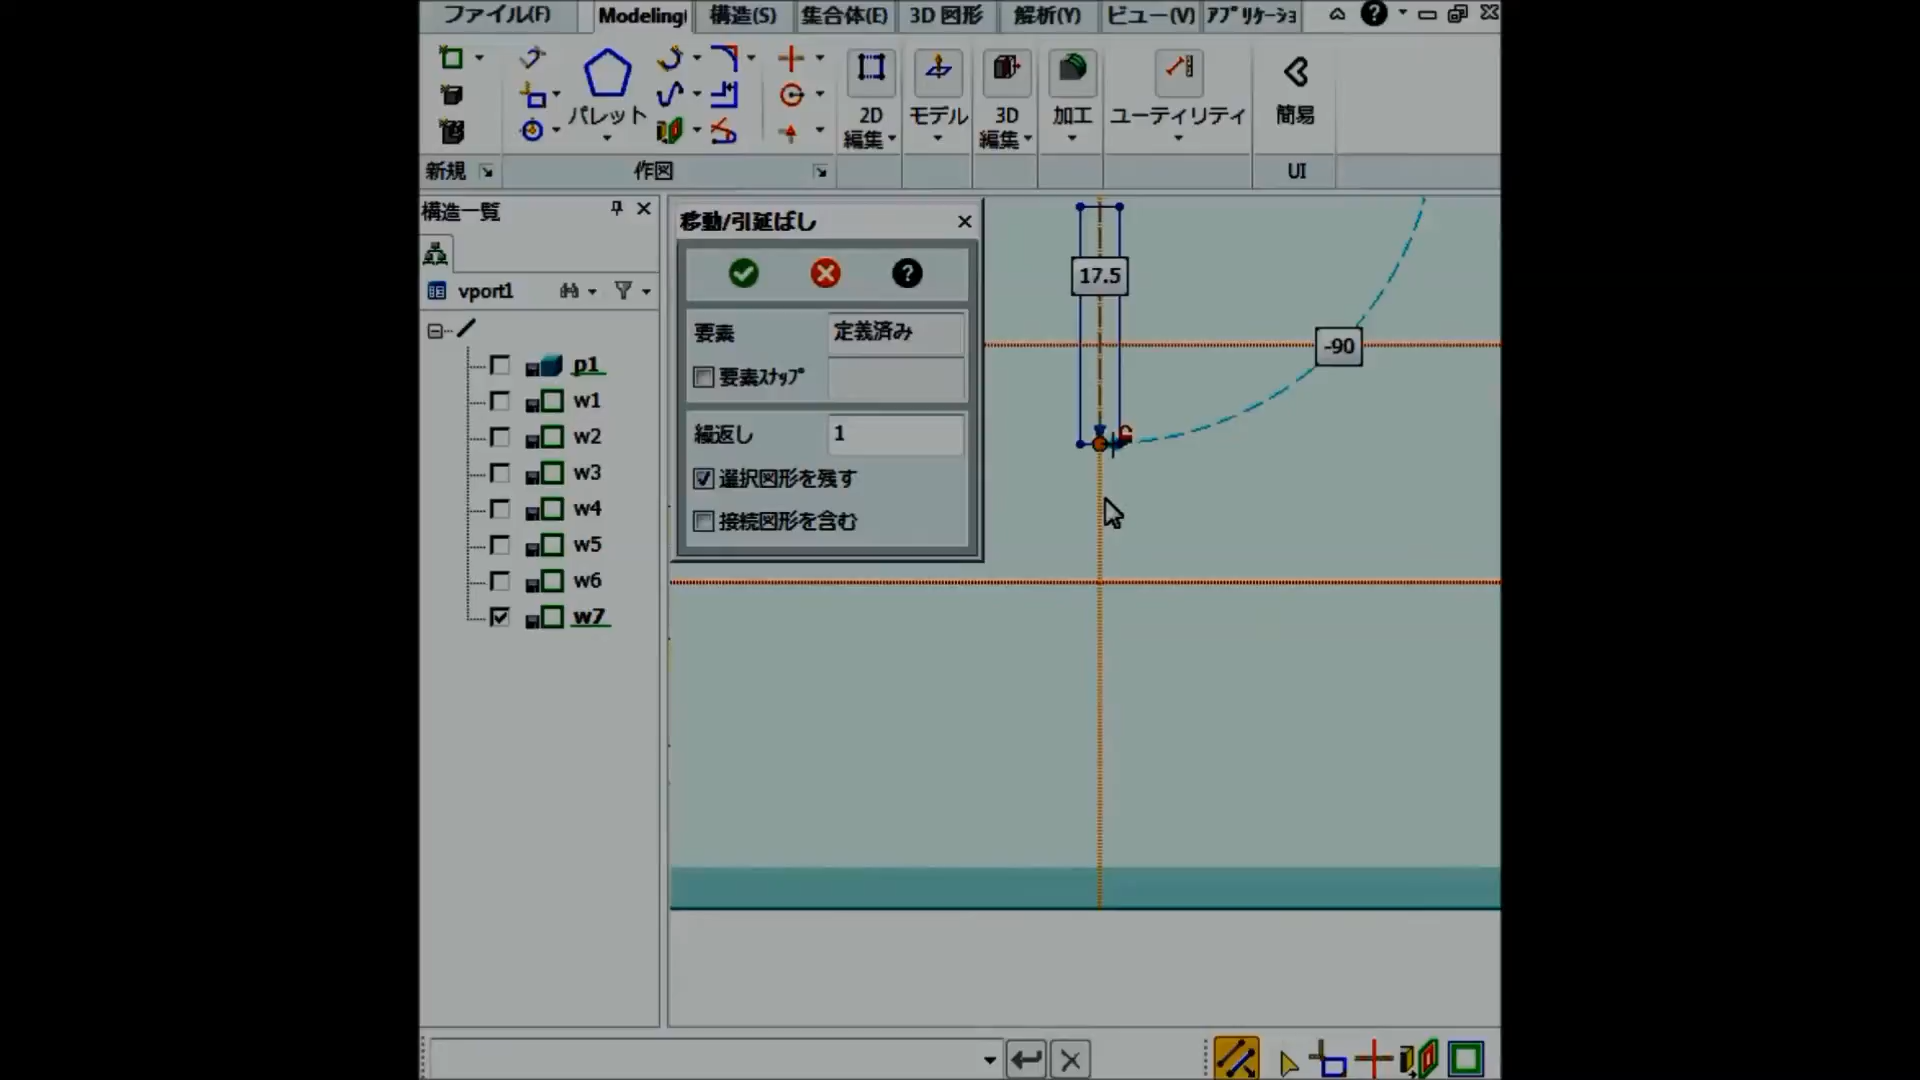 ファイル(F) Modeling 構造(S) 集合体(E) 3D 図形 解析(Y) ビュー(V) アプリケーショ
パレット
2D
編集
モデル
3D
編集
加工
ユーティリティ
簡易
新規
作図
UI
構造一覧
移動/引延ばし
vport1
要素 定義済み
要素スナップ
繰返し 1
選択図形を残す
接続図形を含む
p1
w1
w2
w3
w4
w5
w6
w7
17.5
-90